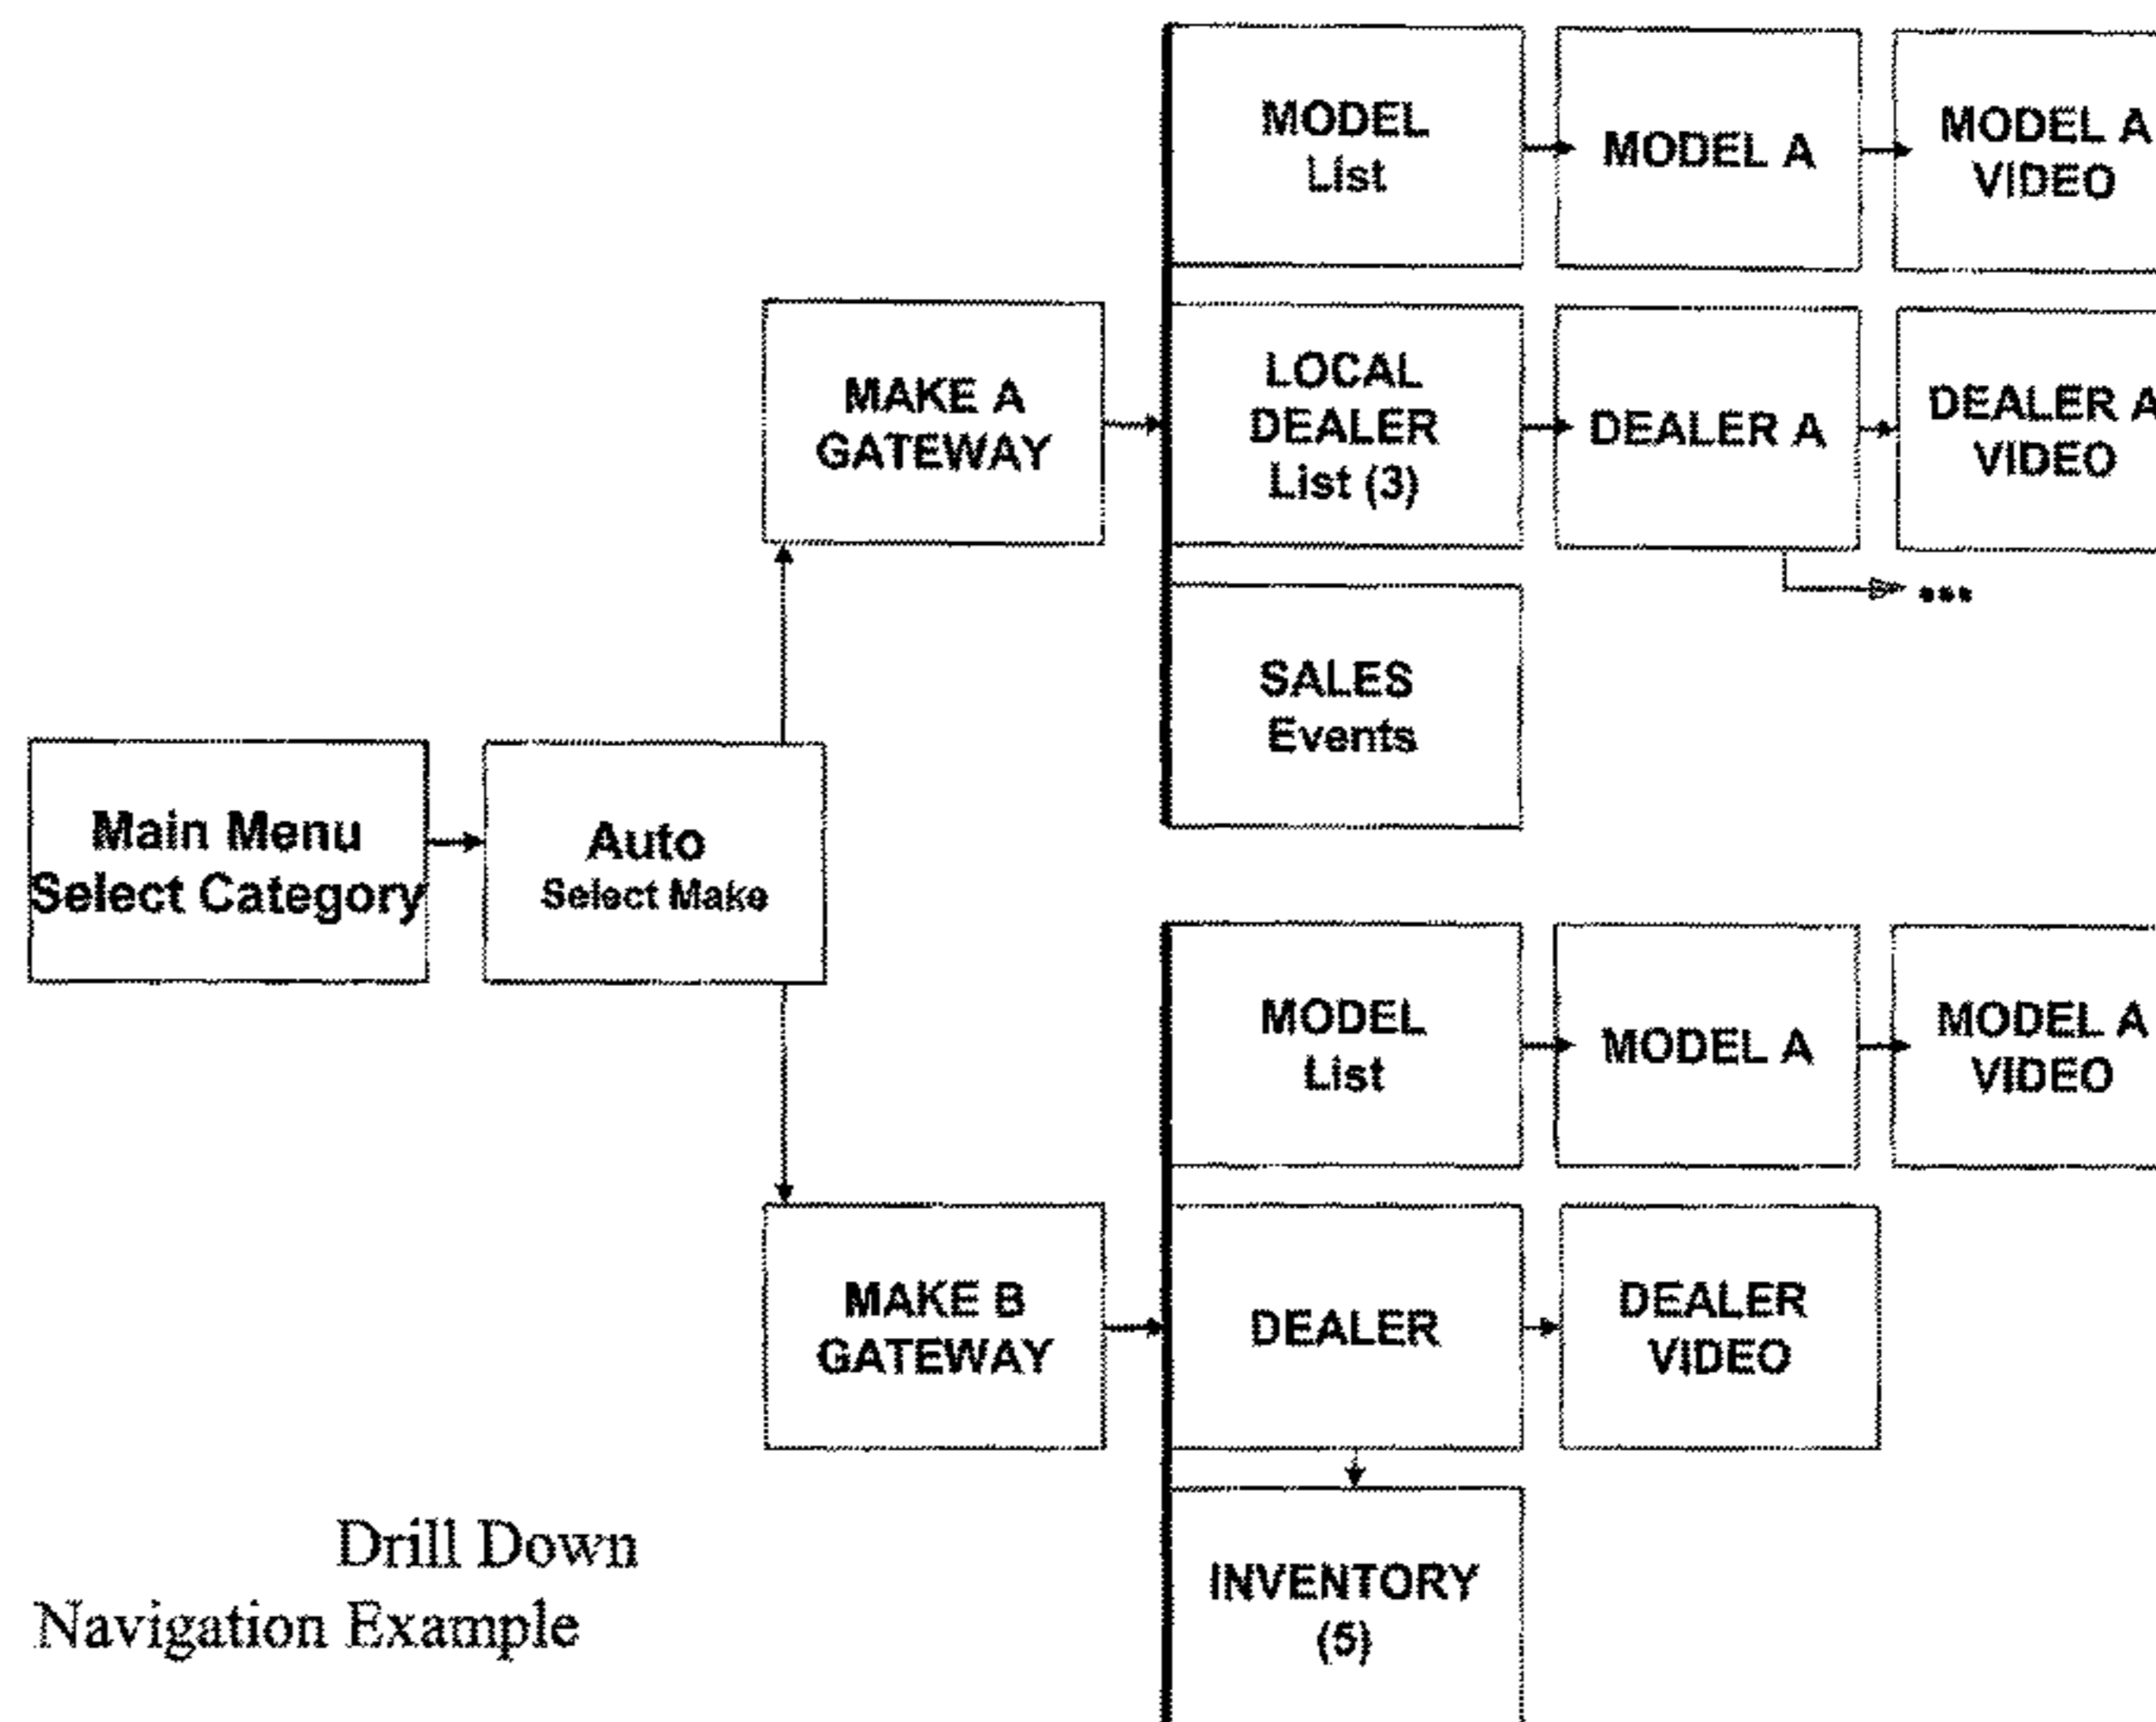 MODEL
List
MODEL A
MODEL A
VIDEO
MAKE A
GATEWAY
LOCAL
DEALER
List (3)
DEALER A
DEALER A
VIDEO
...
SALES
Events
Main Menu
Select Category
Auto
Select Make
MODEL
List
MODEL A
MODEL A
VIDEO
MAKE B
GATEWAY
DEALER
DEALER
VIDEO
INVENTORY
(5)
Drill Down
Navigation Example